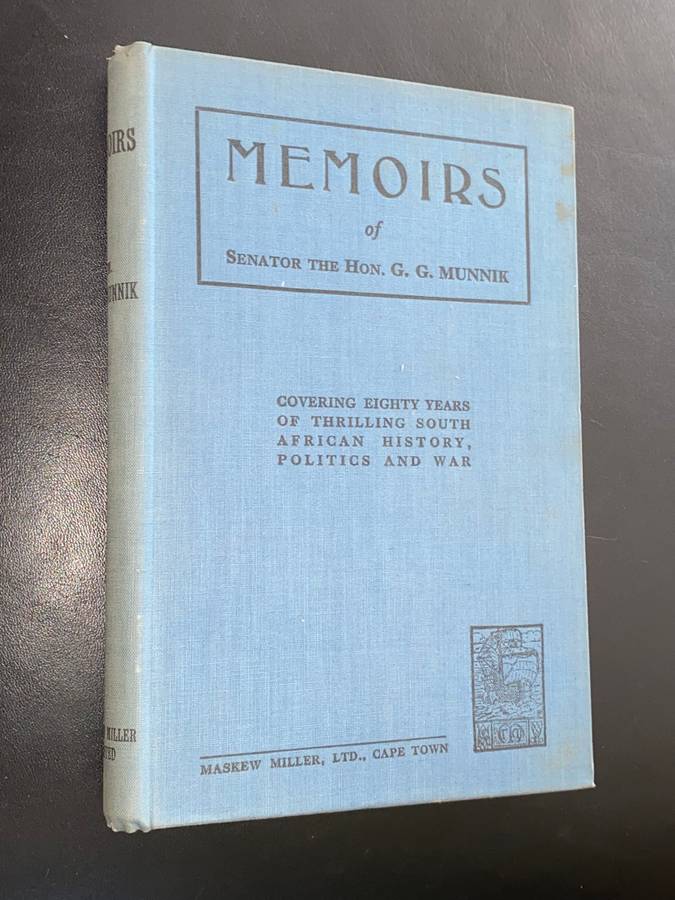 MEMOIRS
of
SENATOR THE HON. G. G. MUNNIK
COVERING EIGHTY YEARS
OF THRILLING SOUTH
AFRICAN HISTORY,
POLITICS AND WAR
MASKEW MILLER, LTD., CAPE TOWN
OIRS
UNNIK
MILLER